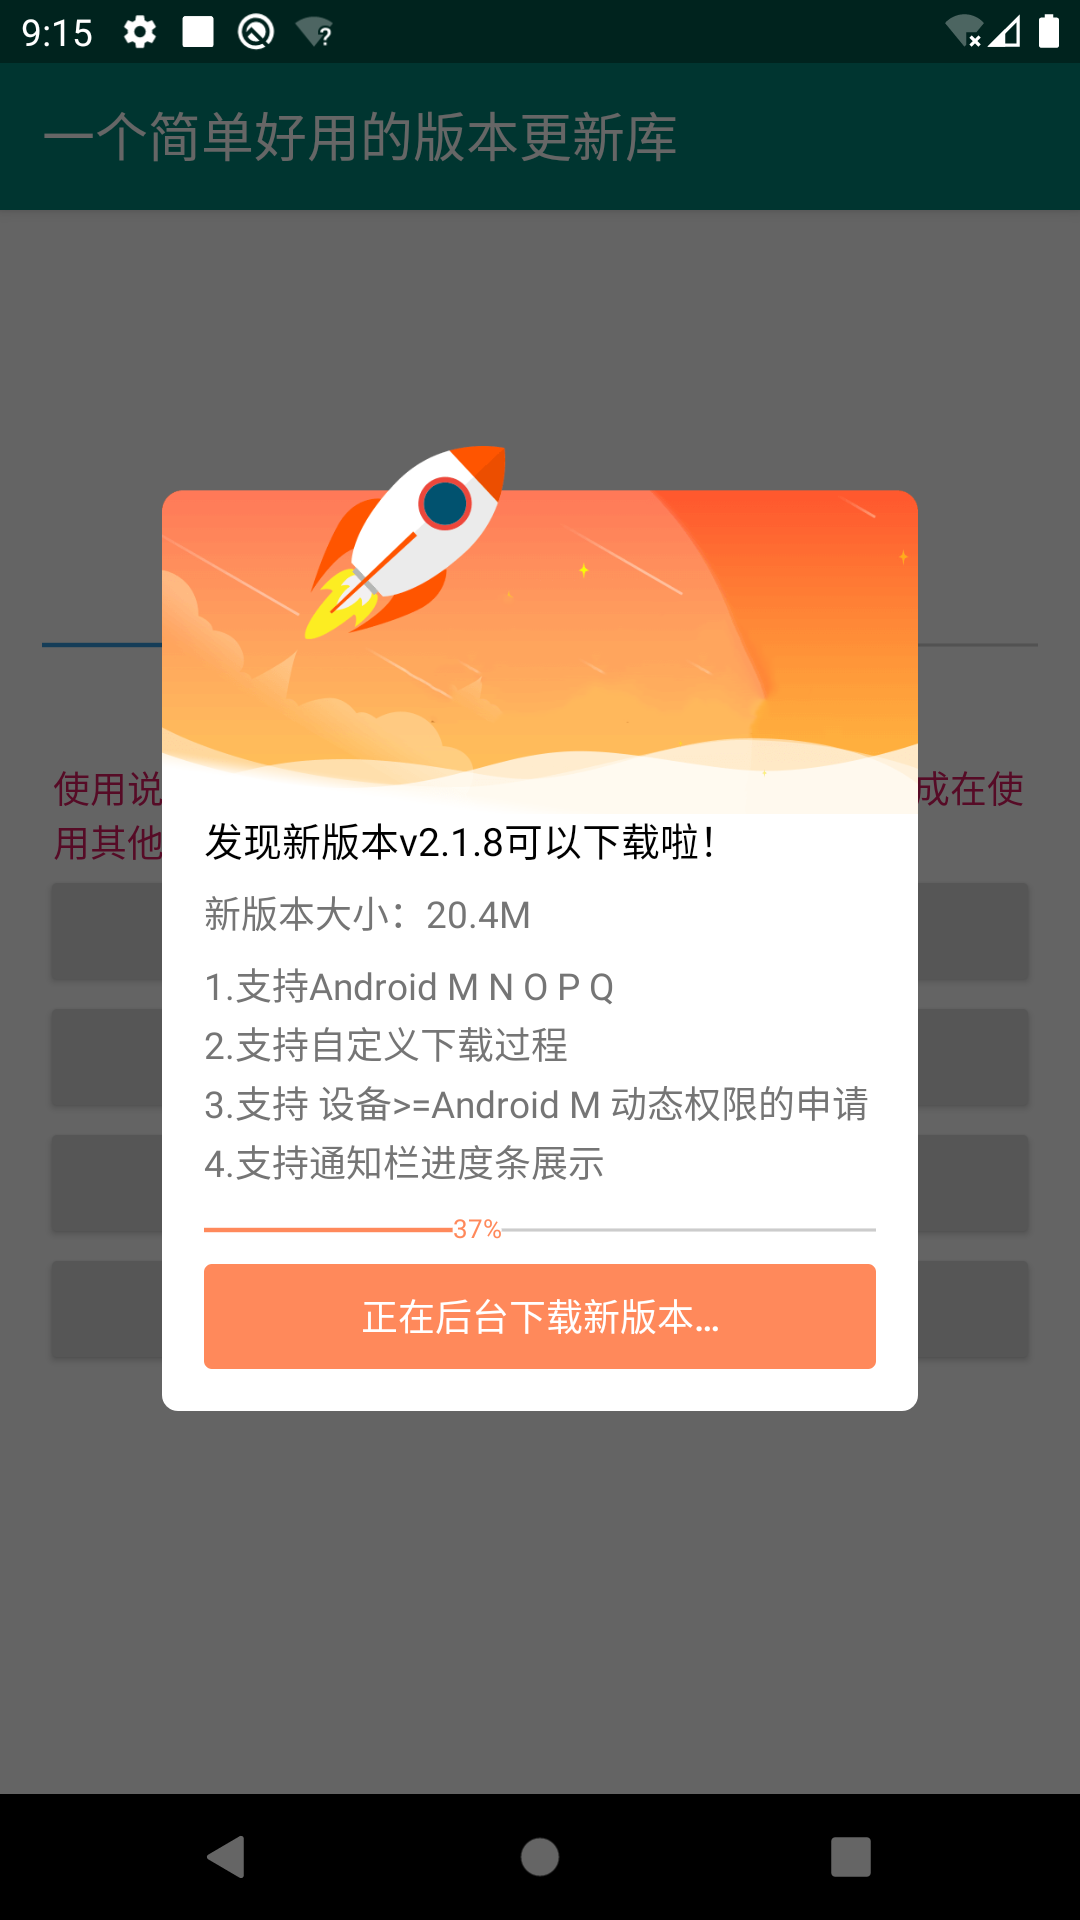 9:15
一个简单好用的版本更新库
使用说
成在使
用其他
发现新版本v2.1.8可以下载啦！
新版本大小：20.4M
1.支持Android M N O P Q
2.支持自定义下载过程
3.支持 设备>=Android M 动态权限的申请
4.支持通知栏进度条展示
37%
正在后台下载新版本...